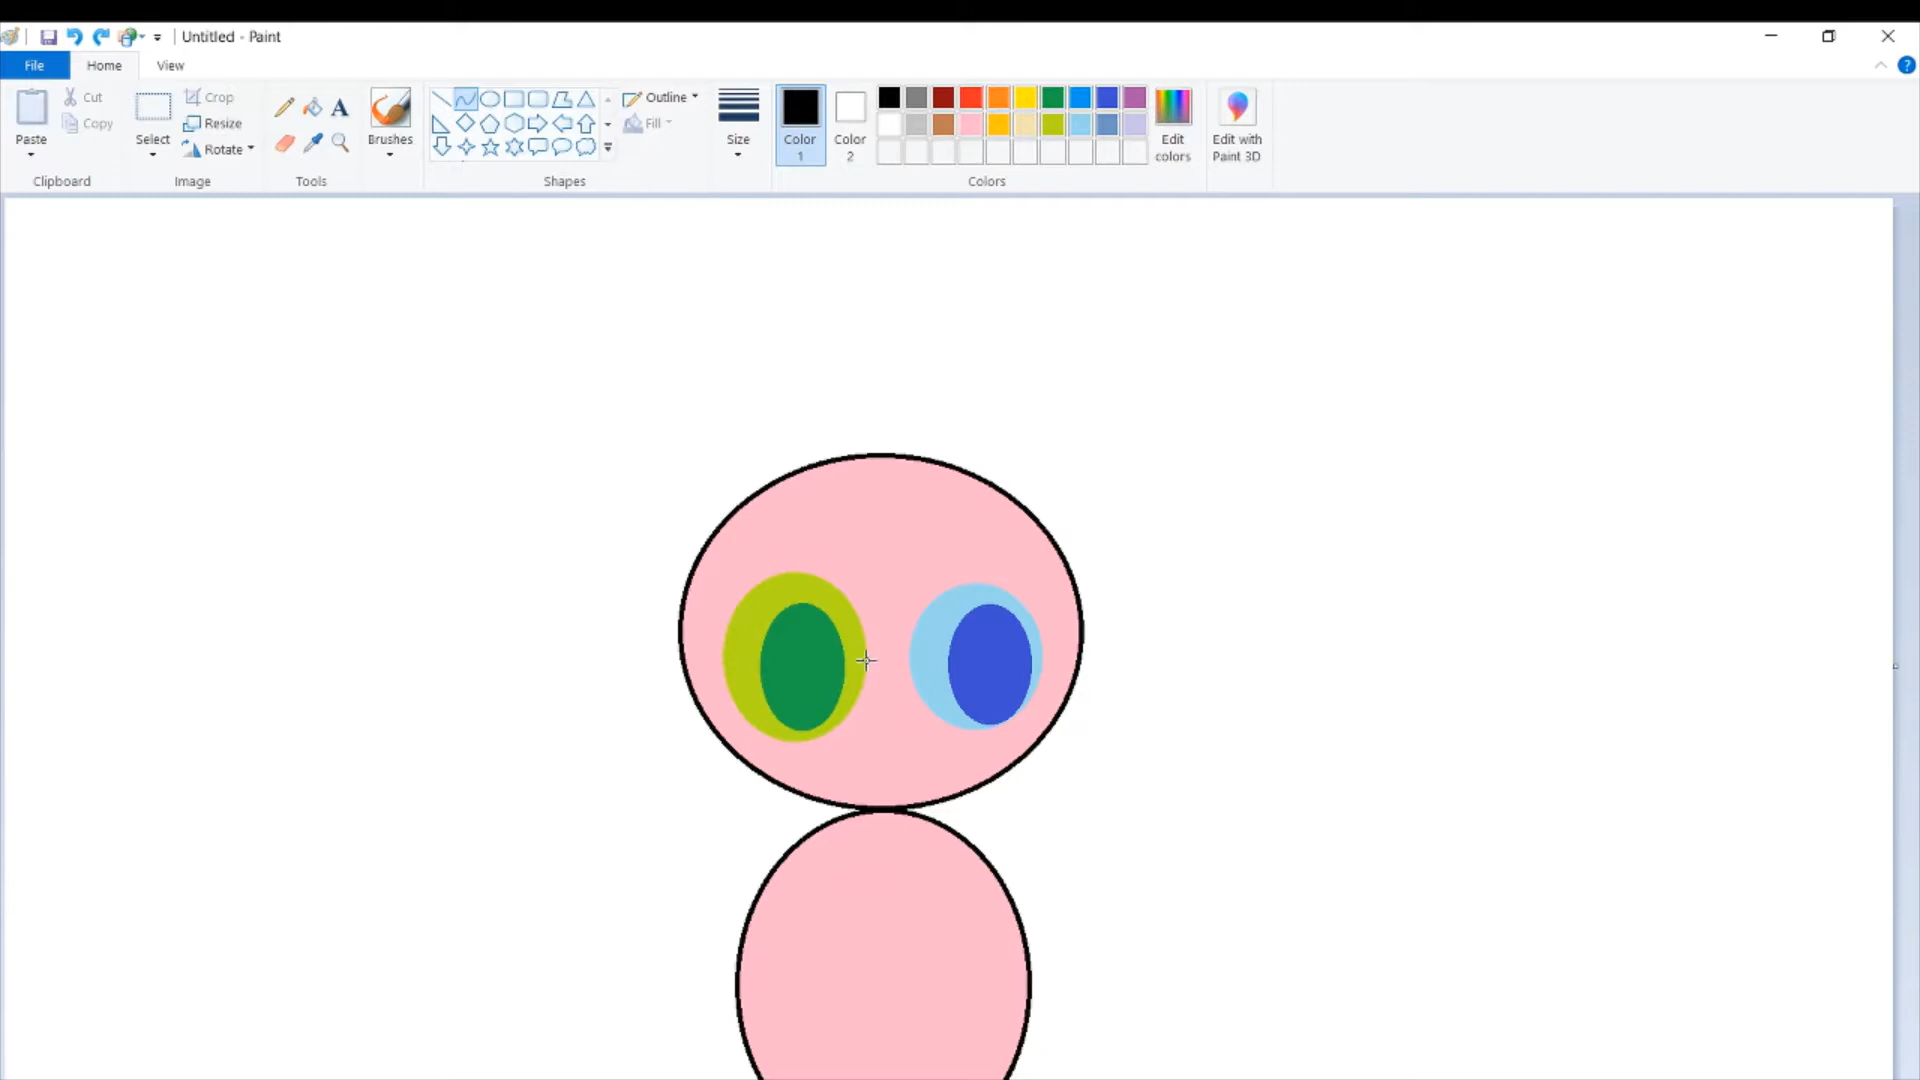 Untitled - Paint
File Home View
Paste
Cut
Copy
Clipboard
Select
Crop
Resize
Rotate
Image
A
Tools
Brushes
Shapes
Outline
Fill
Size
Color 1
Color 2
Colors
Edit colors
Edit with Paint 3D
?